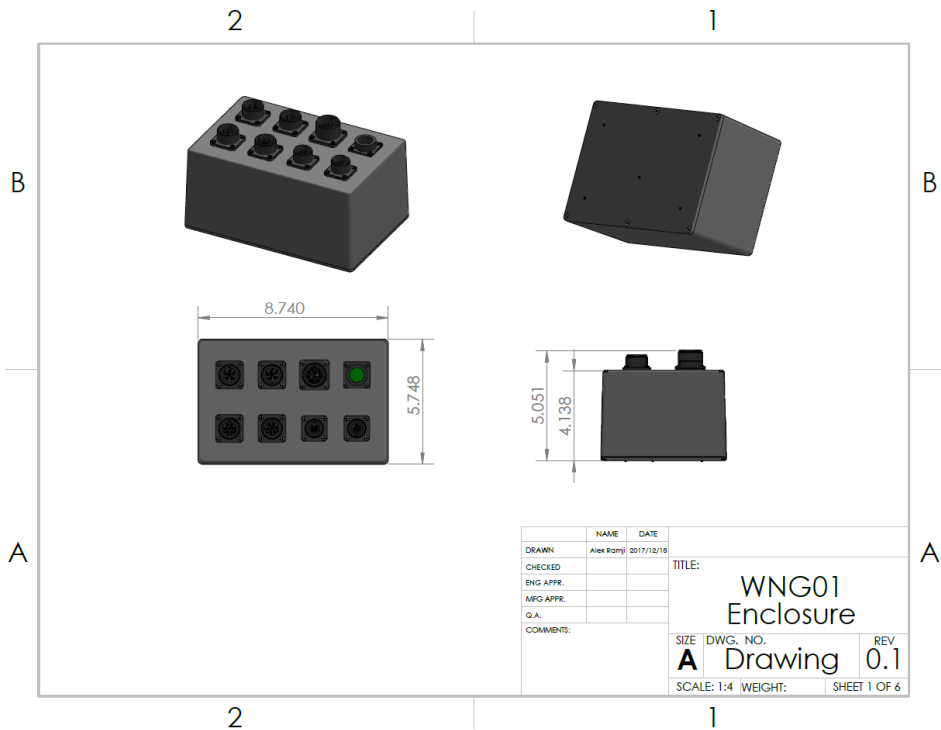 2 1
B B
8.740
5.748
5.051
4.138
A A
NAME DATE
DRAWN Alex Ramji 2017/12/18
CHECKED
ENG APPR.
MFG APPR.
Q.A.
COMMENTS:
TITLE:
WNG01
Enclosure
SIZE DWG. NO. REV
A Drawing 0.1
SCALE: 1:4 WEIGHT: SHEET 1 OF 6
2 1